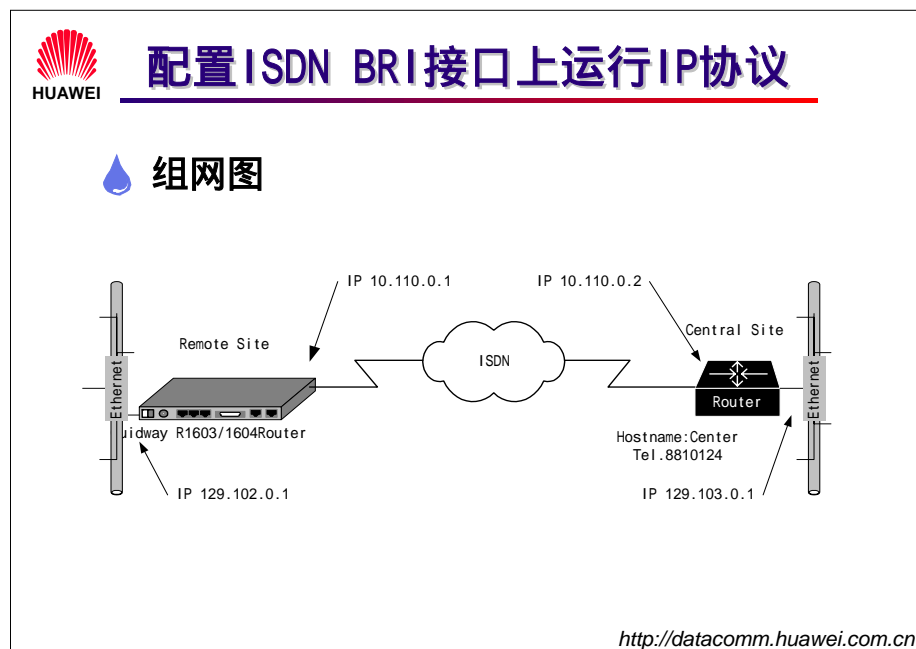 HUAWEI
配置ISDN BRI接口上运行IP协议
组网图
IP 10.110.0.1
IP 10.110.0.2
Remote Site
ISDN
Central Site
Ethernet
Router
Ethernet
uidway R1603/1604Router
Hostname:Center
Tel.8810124
IP 129.102.0.1
IP 129.103.0.1
http://datacomm.huawei.com.cn